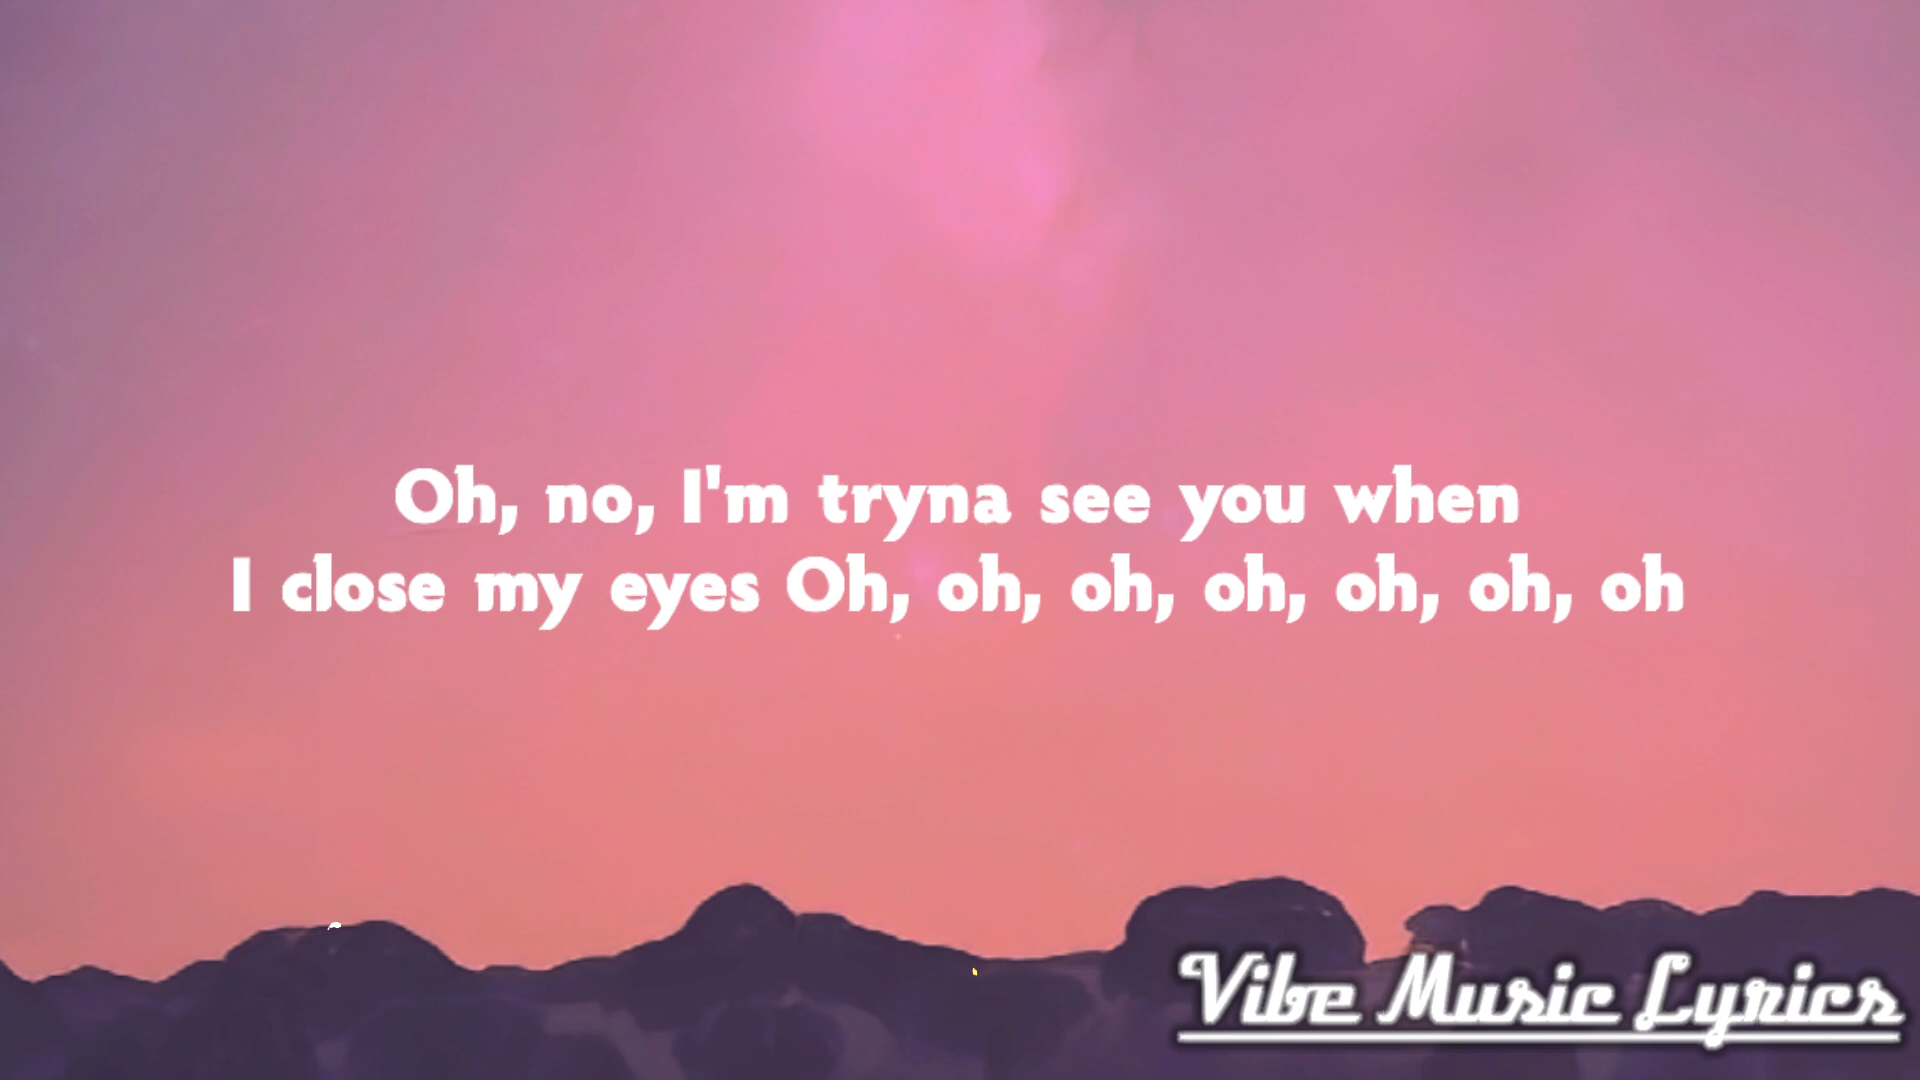 Oh, no, I'm tryna see you when
I close my eyes Oh, oh, oh, oh, oh, oh, oh
Vibe Music Lyrics